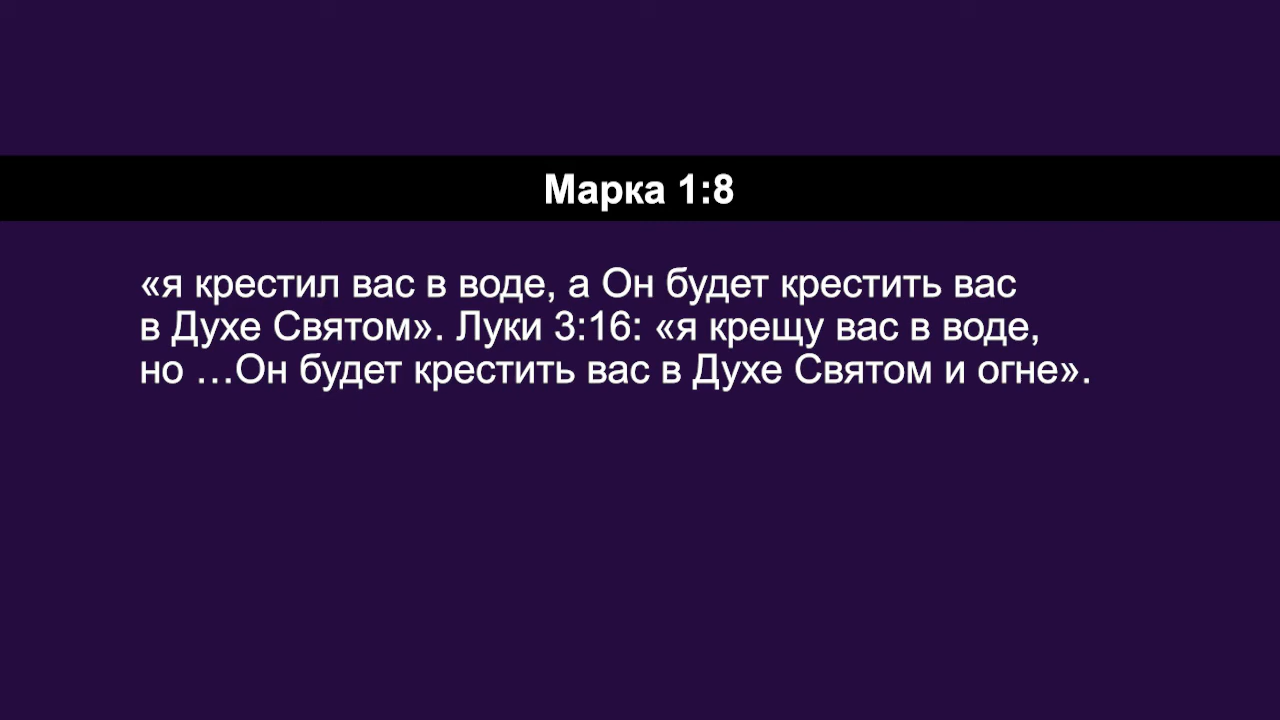 Марка 1:8
«я крестил вас в воде, а Он будет крестить вас
в Духе Святом». Луки 3:16: «я крещу вас в воде,
но …Он будет крестить вас в Духе Святом и огне».